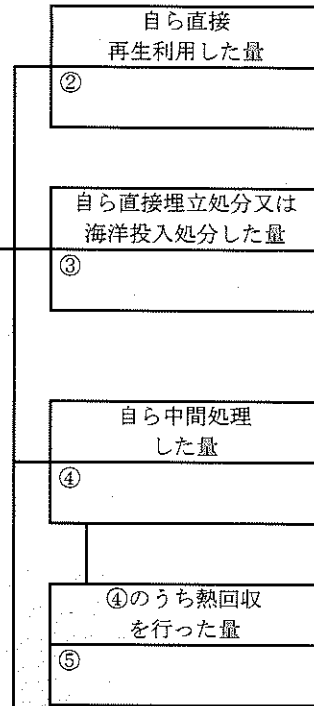 自ら直接
再生利用した量
②
自ら直接埋立処分又は
海洋投入処分した量
③
自ら中間処理
した量
④
④のうち熱回収
を行った量
⑤